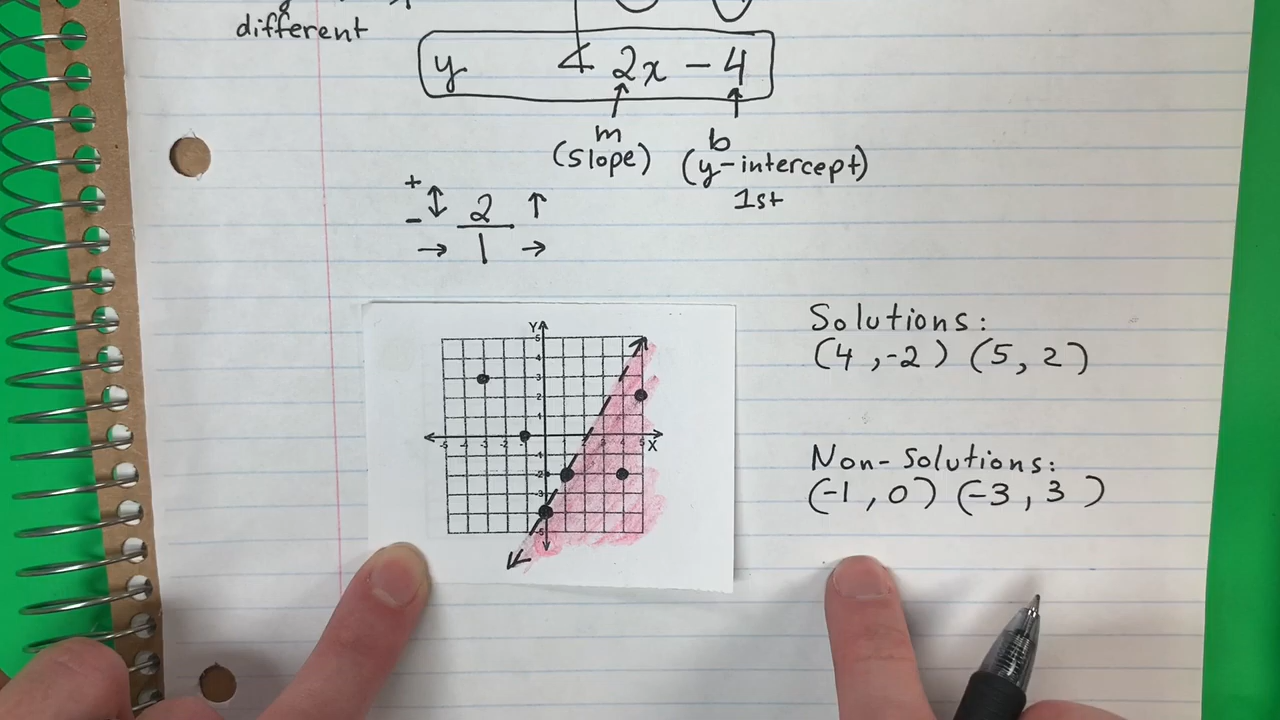 different
y < 2x - 4
m b
(slope) (y-intercept)
1st
+
- 2
1
Y
X
Solutions:
(4,-2) (5,2)
Non-Solutions:
(-1,0) (-3,3)